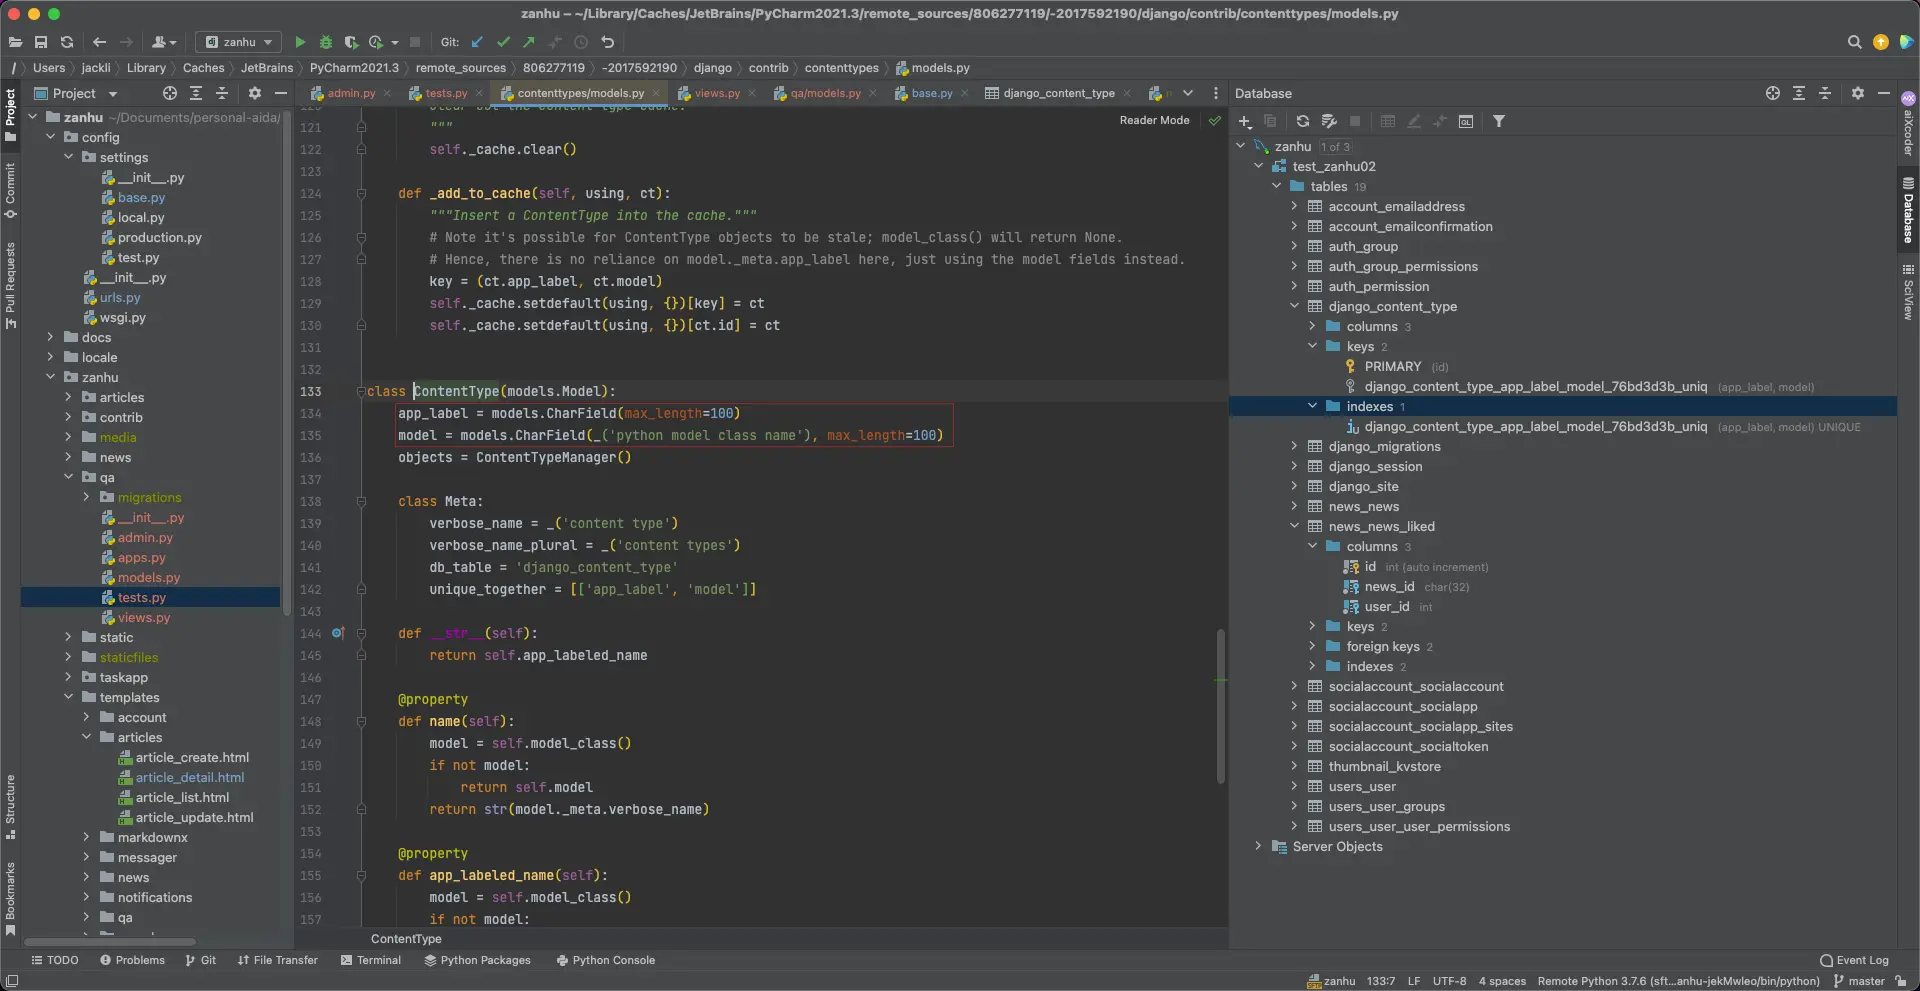 zanhu – ~/Library/Caches/JetBrains/PyCharm2021.3/remote_sources/806277119/-2017592190/django/contrib/contenttypes/models.py
zanhu
Git:
/ Users jackli Library Caches JetBrains PyCharm2021.3 remote_sources 806277119 -2017592190 django contrib contenttypes models.py
Project
admin.py
tests.py
contenttypes/models.py
views.py
qa/models.py
base.py
django_content_type
Database
Project
Commit
Pull Requests
Structure
Bookmarks
zanhu ~/Documents/personal-aida/
config
settings
__init__.py
base.py
local.py
production.py
test.py
__init__.py
urls.py
wsgi.py
docs
locale
zanhu
articles
contrib
media
news
qa
migrations
__init__.py
admin.py
apps.py
models.py
tests.py
views.py
static
staticfiles
taskapp
templates
account
articles
article_create.html
article_detail.html
article_list.html
article_update.html
markdownx
messager
news
notifications
qa
Reader Mode
121 """
122 self._cache.clear()
123
124 def _add_to_cache(self, using, ct):
125 """Insert a ContentType into the cache."""
126 # Note it's possible for ContentType objects to be stale; model_class() will return None.
127 # Hence, there is no reliance on model._meta.app_label here, just using the model fields instead.
128 key = (ct.app_label, ct.model)
129 self._cache.setdefault(using, {})[key] = ct
130 self._cache.setdefault(using, {})[ct.id] = ct
131
132
133 class ContentType(models.Model):
134 app_label = models.CharField(max_length=100)
135 model = models.CharField(_('python model class name'), max_length=100)
136 objects = ContentTypeManager()
137
138 class Meta:
139 verbose_name = _('content type')
140 verbose_name_plural = _('content types')
141 db_table = 'django_content_type'
142 unique_together = [['app_label', 'model']]
143
144 def __str__(self):
145 return self.app_labeled_name
146
147 @property
148 def name(self):
149 model = self.model_class()
150 if not model:
151 return self.model
152 return str(model._meta.verbose_name)
153
154 @property
155 def app_labeled_name(self):
156 model = self.model_class()
157 if not model:
ContentType
zanhu 1 of 3
test_zanhu02
tables 19
account_emailaddress
account_emailconfirmation
auth_group
auth_group_permissions
auth_permission
django_content_type
columns 3
keys 2
PRIMARY (id)
django_content_type_app_label_model_76bd3d3b_uniq (app_label, model)
indexes 1
django_content_type_app_label_model_76bd3d3b_uniq (app_label, model) UNIQUE
django_migrations
django_session
django_site
news_news
news_news_liked
columns 3
id int (auto increment)
news_id char(32)
user_id int
keys 2
foreign keys 2
indexes 2
socialaccount_socialaccount
socialaccount_socialapp
socialaccount_socialapp_sites
socialaccount_socialtoken
thumbnail_kvstore
users_user
users_user_groups
users_user_user_permissions
Server Objects
aiXcoder
Database
SciView
TODO Problems Git File Transfer Terminal Python Packages Python Console Event Log
zanhu 133:7 LF UTF-8 4 spaces Remote Python 3.7.6 (sft...anhu-jekMwleo/bin/python) master